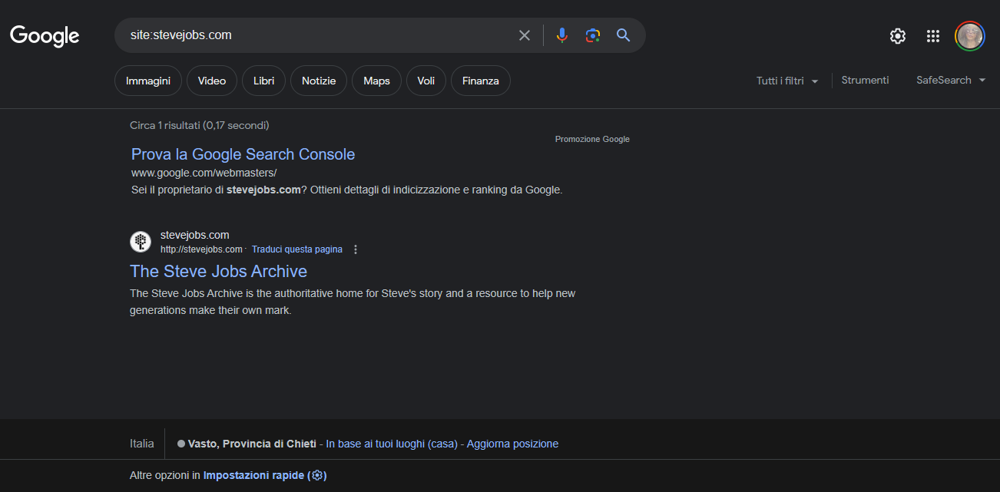 Google
site:stevejobs.com
Immagini Video Libri Notizie Maps Voli Finanza Tutti i filtri Strumenti SafeSearch
Circa 1 risultati (0,17 secondi)
Promozione Google
Prova la Google Search Console
www.google.com/webmasters/
Sei il proprietario di stevejobs.com? Ottieni dettagli di indicizzazione e ranking da Google.
stevejobs.com
http://stevejobs.com · Traduci questa pagina
The Steve Jobs Archive
The Steve Jobs Archive is the authoritative home for Steve's story and a resource to help new
generations make their own mark.
Italia Vasto, Provincia di Chieti - In base ai tuoi luoghi (casa) - Aggiorna posizione
Altre opzioni in Impostazioni rapide ()